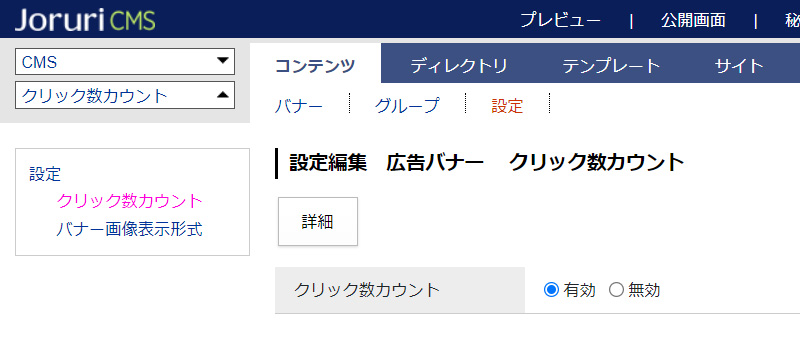 Joruri CMS
プレビュー | 公開画面 | 秘
CMS
クリック数カウント
コンテンツ ディレクトリ テンプレート サイト
バナー グループ 設定
設定
クリック数カウント
バナー画像表示形式
設定編集 広告バナー クリック数カウント
詳細
クリック数カウント 有効 無効